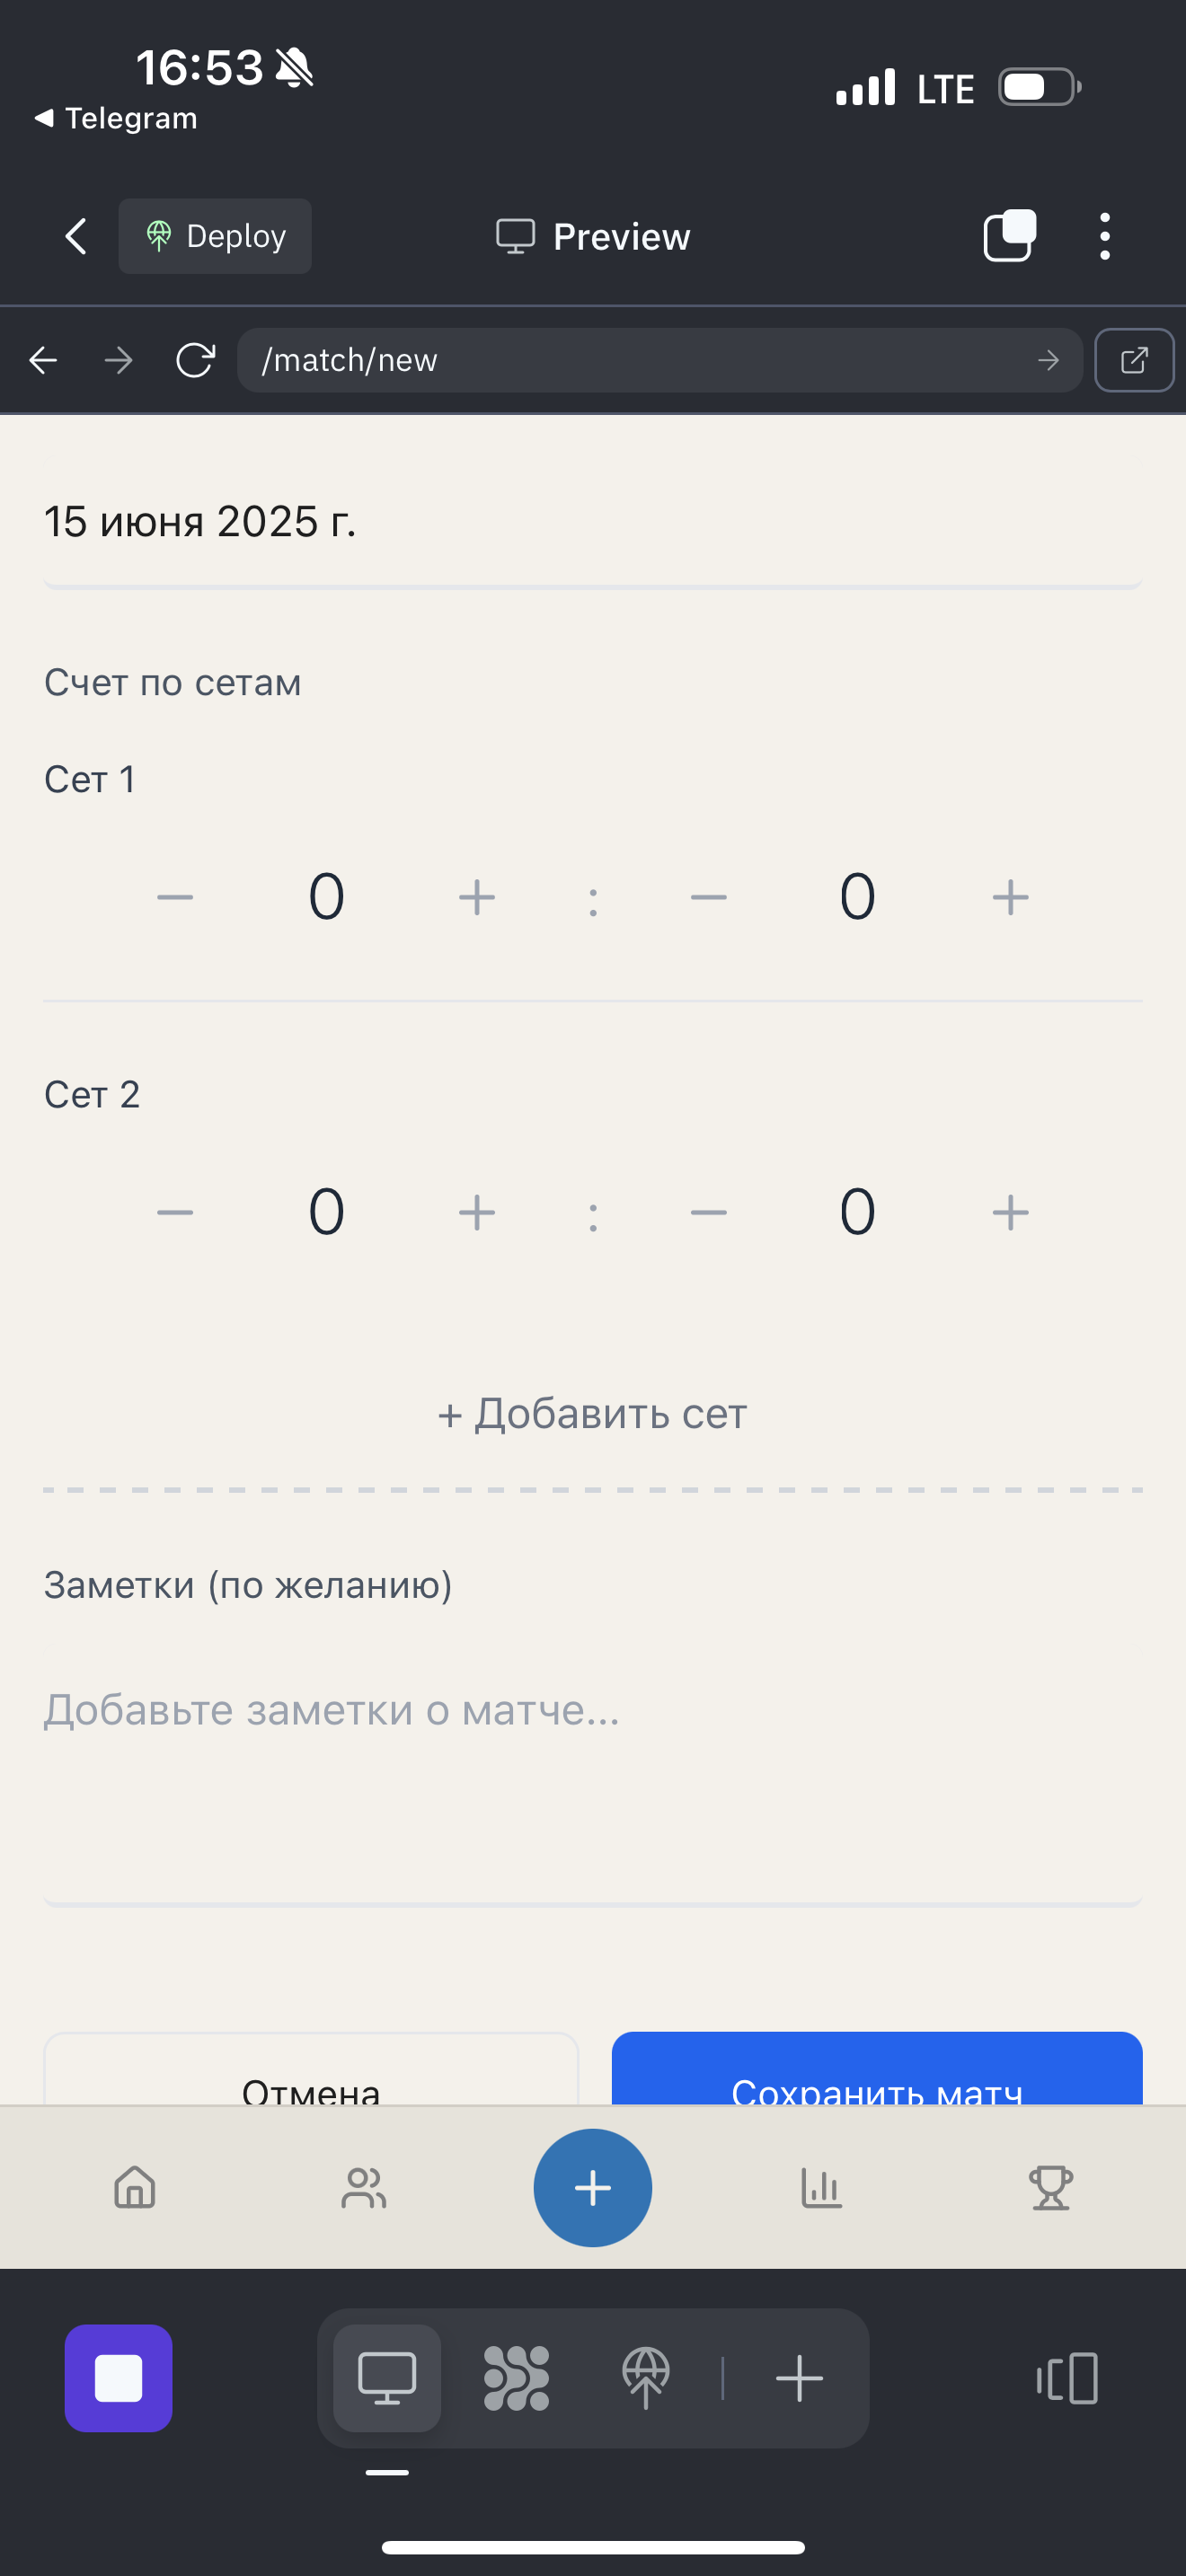 16:53
LTE
Telegram
Deploy
Preview
/match/new
15 июня 2025 г.
Счет по сетам
Сет 1
0
:
0
Сет 2
0
:
0
+ Добавить сет
Заметки (по желанию)
Добавьте заметки о матче...
Отмена
Сохранить матч